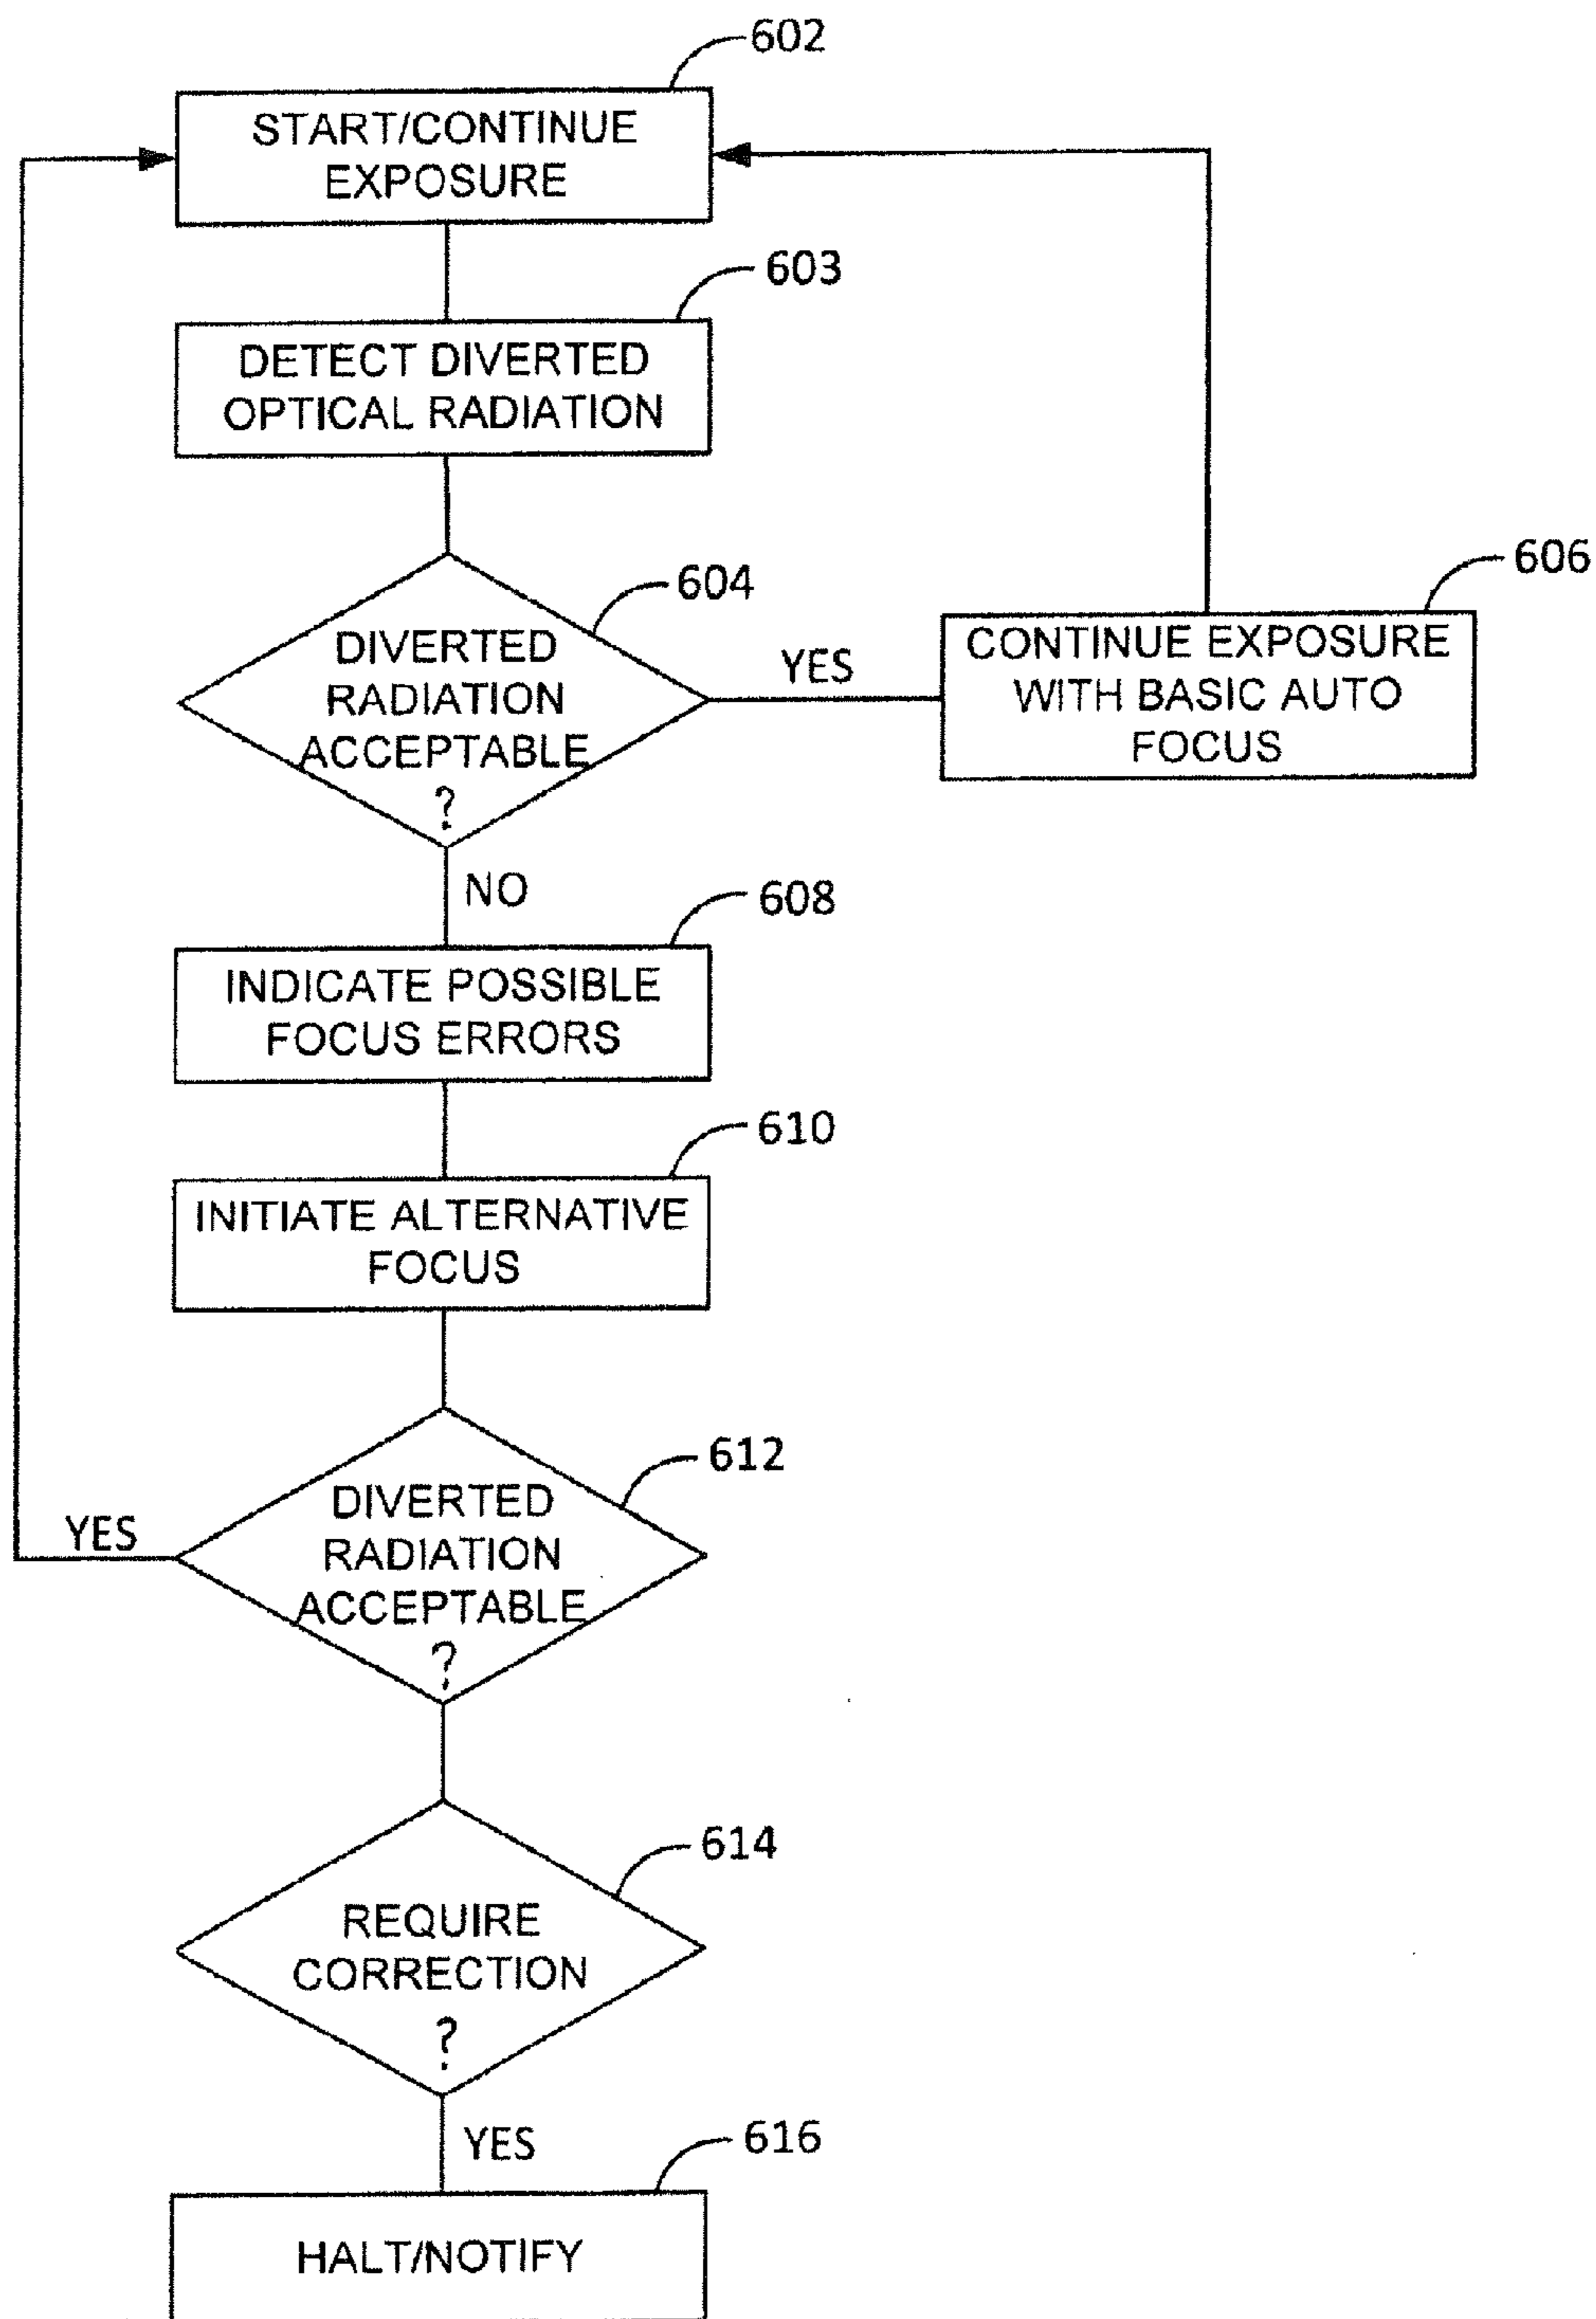 602
START/CONTINUE
EXPOSURE
603
DETECT DIVERTED
OPTICAL RADIATION
604
DIVERTED
RADIATION
ACCEPTABLE
?
YES
606
CONTINUE EXPOSURE
WITH BASIC AUTO
FOCUS
NO
608
INDICATE POSSIBLE
FOCUS ERRORS
610
INITIATE ALTERNATIVE
FOCUS
612
DIVERTED
RADIATION
ACCEPTABLE
?
YES
614
REQUIRE
CORRECTION
?
YES
616
HALT/NOTIFY